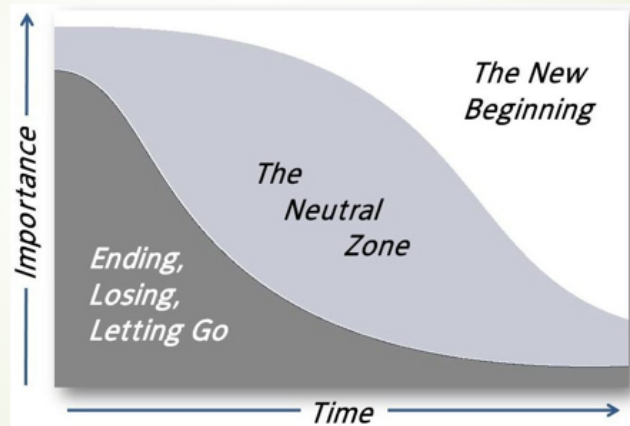 Importance
The New
Beginning
The
Neutral
Zone
Ending,
Losing,
Letting Go
Time